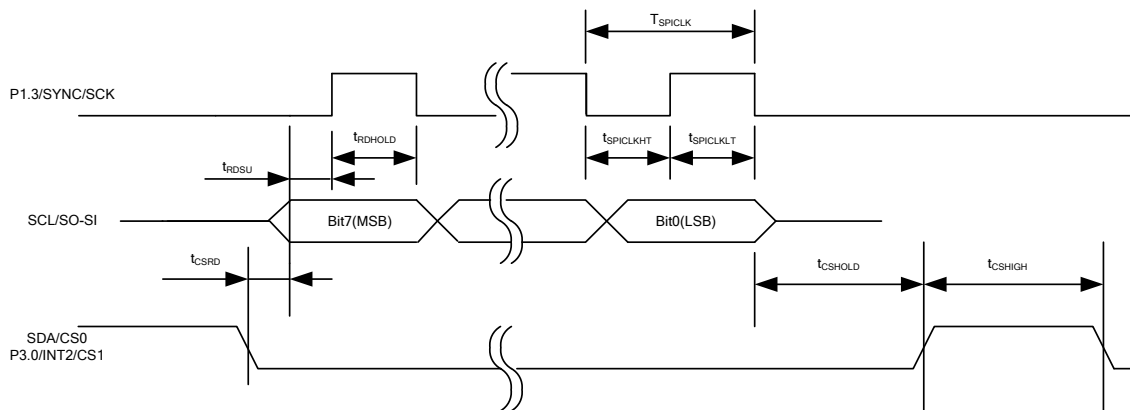 TSPICLK
P1.3/SYNC/SCK
tRDHOLD
tSPICLKHT
tSPICLKLT
tRDSU
SCL/SO-SI
Bit7(MSB)
Bit0(LSB)
tCSRD
tCSHOLD
tCSHIGH
SDA/CS0
P3.0/INT2/CS1